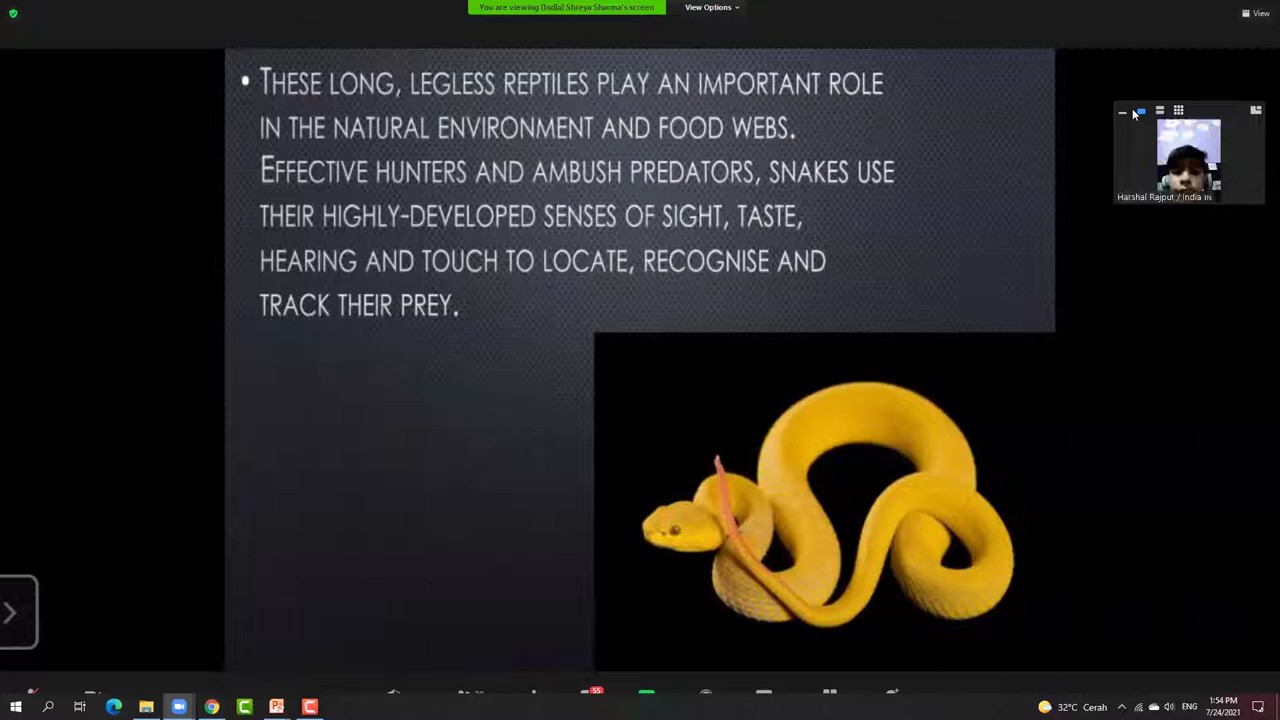 You are viewing (India) Shreya Sharma's screen
View Options
View
• These long, legless reptiles play an important role
in the natural environment and food webs.
Effective hunters and ambush predators, snakes use
their highly-developed senses of sight, taste,
hearing and touch to locate, recognise and
track their prey.
Harshal Rajput / India IN
55
32°C Cerah
ENG
1:54 PM
7/24/2021